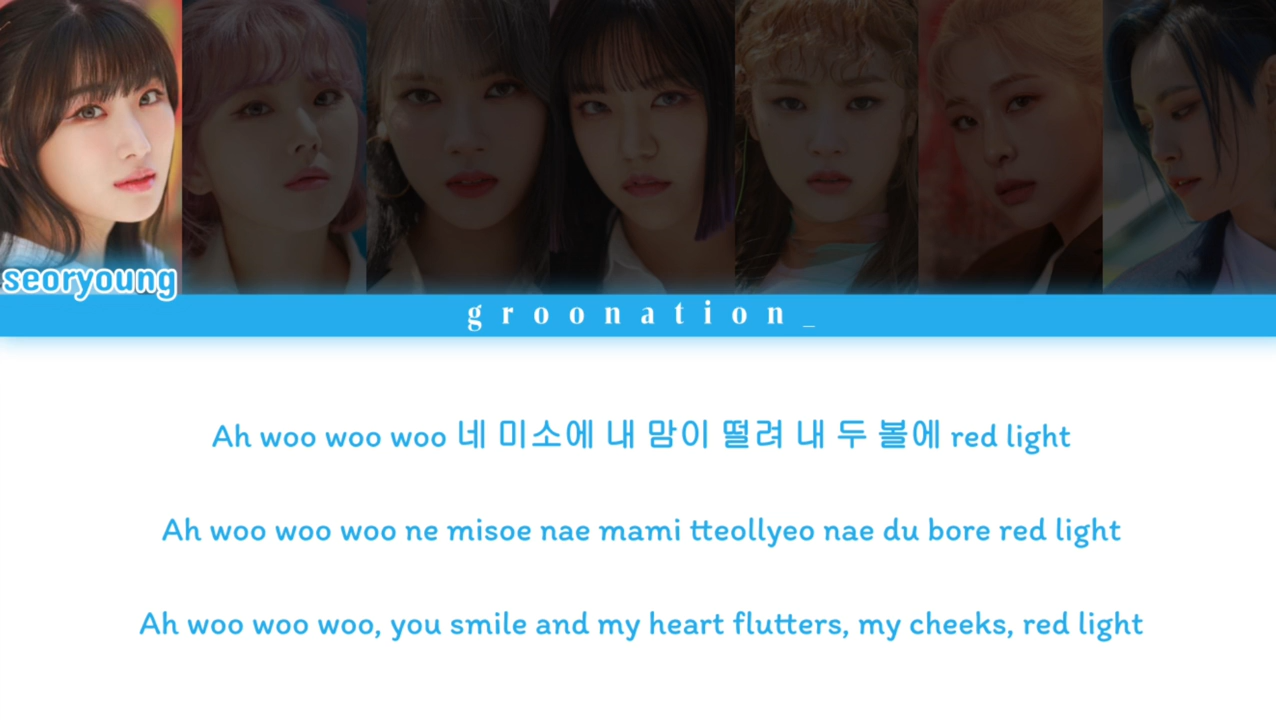 seoryoung
groonation_
Ah woo woo woo 네 미소에 내 맘이 떨려 내 두 볼에 red light
Ah woo woo woo ne misoe nae mami tteollyeo nae du bore red light
Ah woo woo woo, you smile and my heart flutters, my cheeks, red light